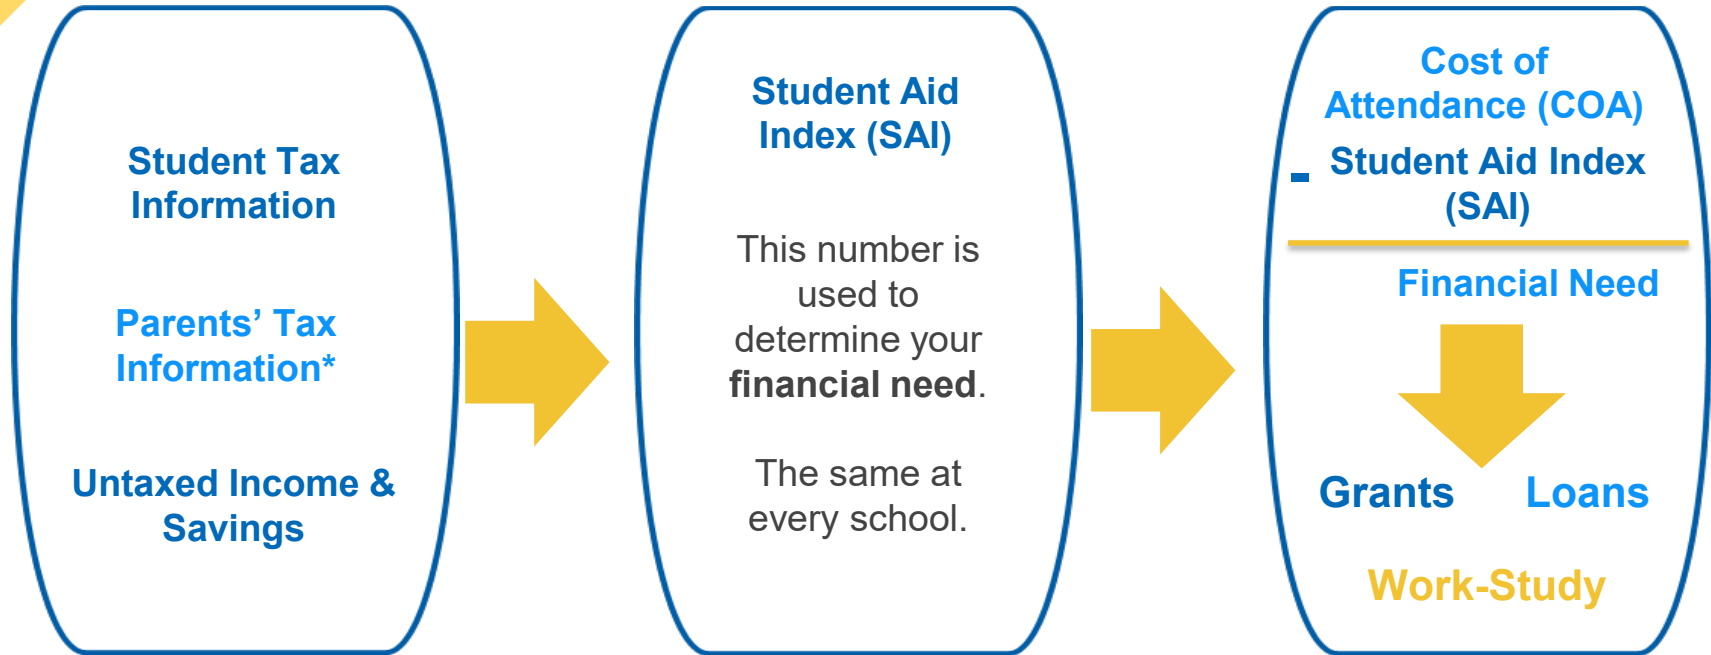 Student Tax
Information
Parents’ Tax
Information*
Untaxed Income &
Savings
Student Aid
Index (SAI)
This number is
used to
determine your
financial need.
The same at
every school.
Cost of
Attendance (COA)
- Student Aid Index
(SAI)
Financial Need
Grants Loans
Work-Study